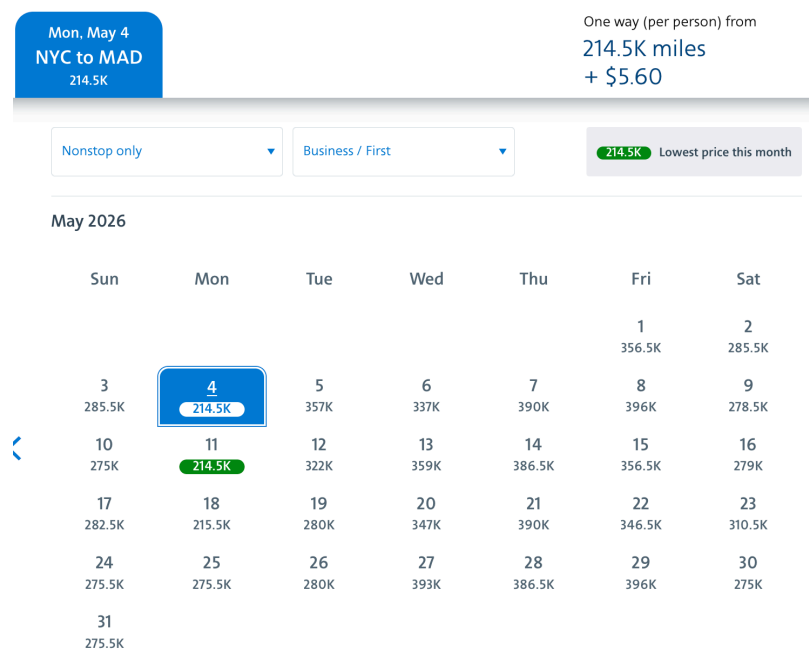 Mon, May 4
NYC to MAD
214.5K
One way (per person) from
214.5K miles
+ $5.60
Nonstop only
Business / First
214.5K Lowest price this month
May 2026
Sun Mon Tue Wed Thu Fri Sat
1 2
356.5K 285.5K
3 4 5 6 7 8 9
285.5K 214.5K 357K 337K 390K 396K 278.5K
10 11 12 13 14 15 16
275K 214.5K 322K 359K 386.5K 356.5K 279K
17 18 19 20 21 22 23
282.5K 215.5K 280K 347K 390K 346.5K 310.5K
24 25 26 27 28 29 30
275.5K 275.5K 280K 393K 386.5K 396K 275K
31
275.5K